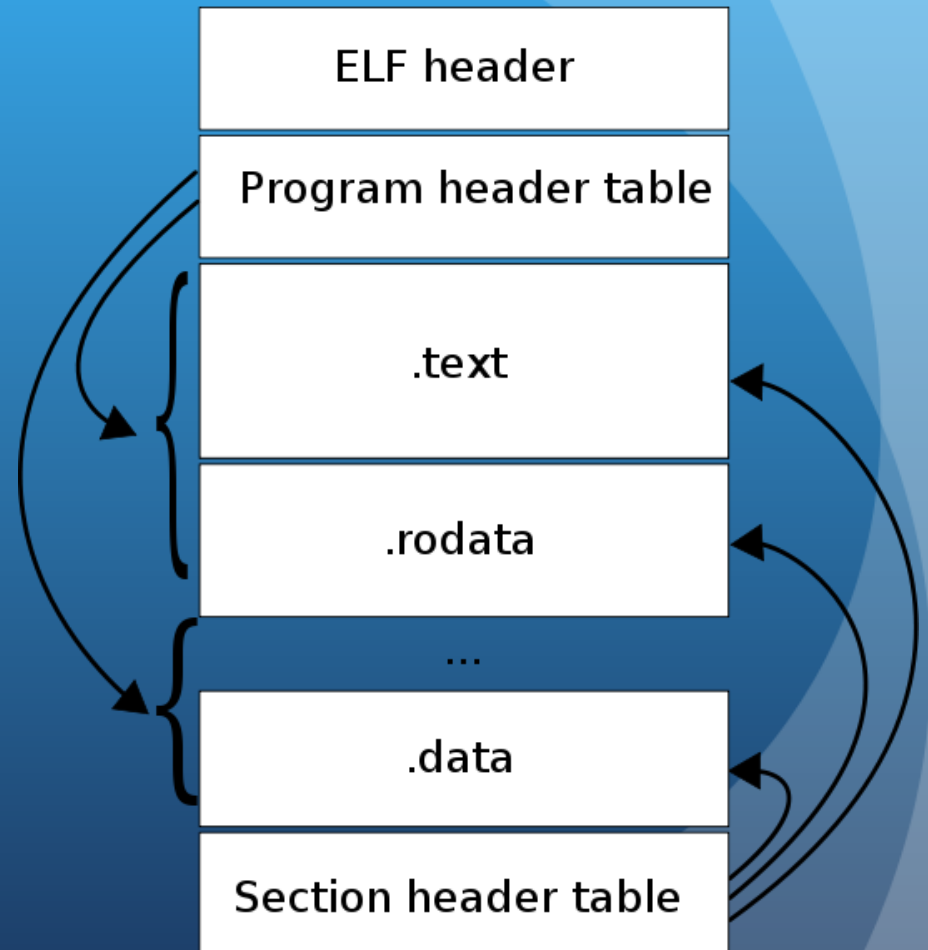 ELF header
Program header table
.text
.rodata
...
.data
Section header table